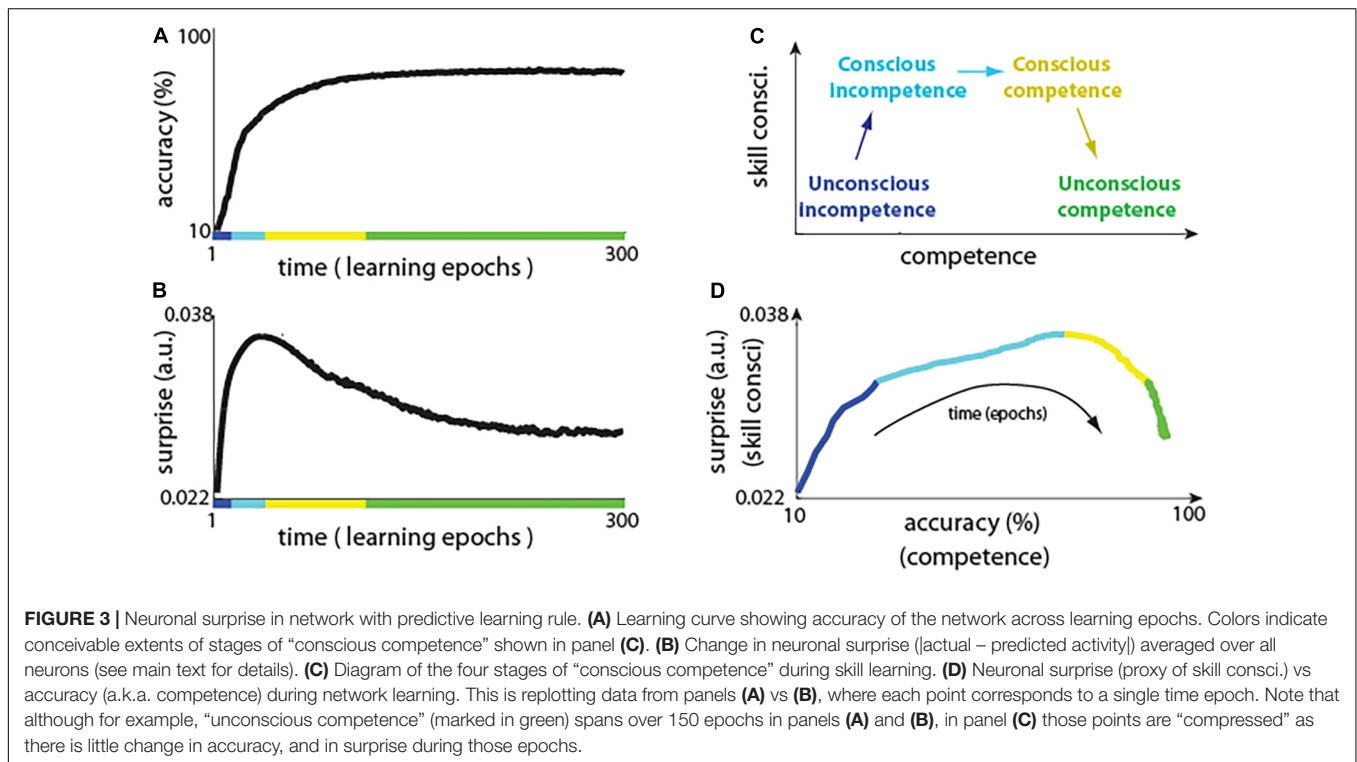 A
100
accuracy (%)
10
1
300
time ( learning epochs )
B
0.038
surprise (a.u.)
0.022
1
300
time ( learning epochs )
C
skill consci.
Conscious
incompetence
Conscious
competence
Unconscious
incompetence
Unconscious
competence
competence
D
0.038
surprise (a.u.)
(skill consci)
time (epochs)
0.022
10
100
accuracy (%)
(competence)
FIGURE 3 | Neuronal surprise in network with predictive learning rule. (A) Learning curve showing accuracy of the network across learning epochs. Colors indicate
conceivable extents of stages of “conscious competence” shown in panel (C). (B) Change in neuronal surprise (|actual – predicted activity|) averaged over all
neurons (see main text for details). (C) Diagram of the four stages of “conscious competence” during skill learning. (D) Neuronal surprise (proxy of skill consci.) vs
accuracy (a.k.a. competence) during network learning. This is replotting data from panels (A) vs (B), where each point corresponds to a single time epoch. Note that
although for example, “unconscious competence” (marked in green) spans over 150 epochs in panels (A) and (B), in panel (C) those points are “compressed” as
there is little change in accuracy, and in surprise during those epochs.